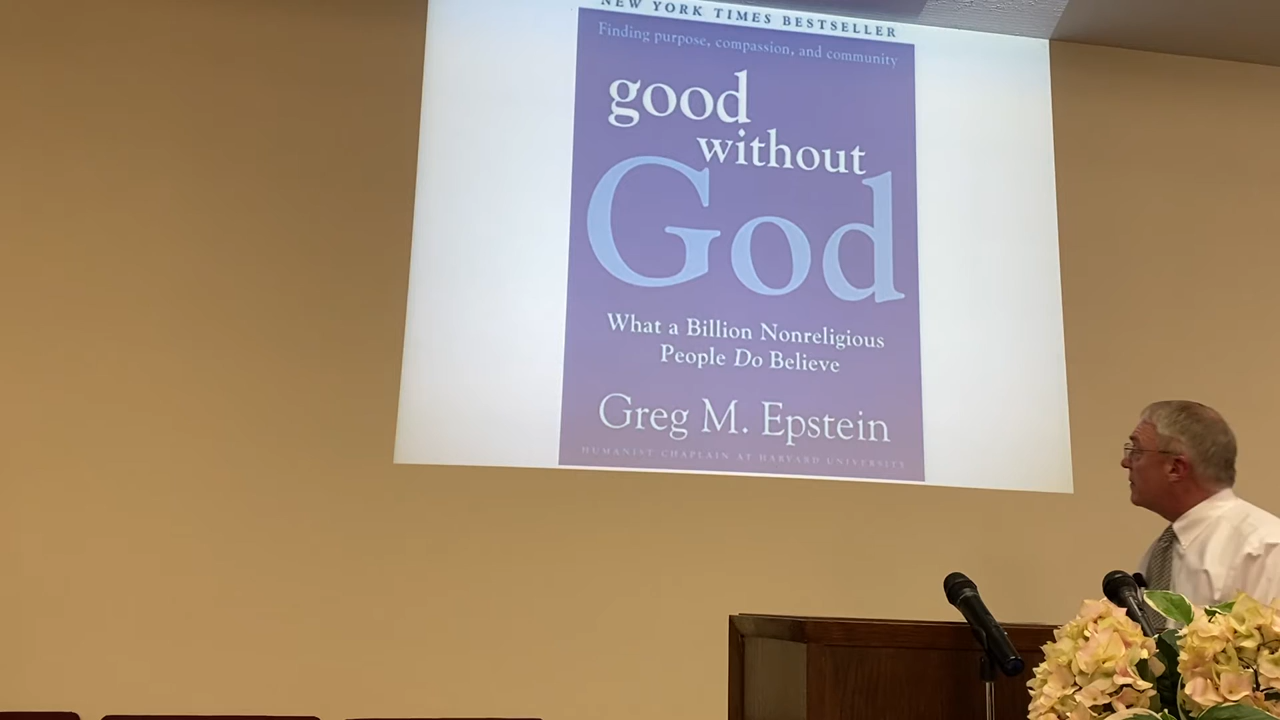 NEW YORK TIMES BESTSELLER
Finding purpose, compassion, and community
good
without
God
What a Billion Nonreligious
People Do Believe
Greg M. Epstein
HUMANIST CHAPLAIN AT HARVARD UNIVERSITY